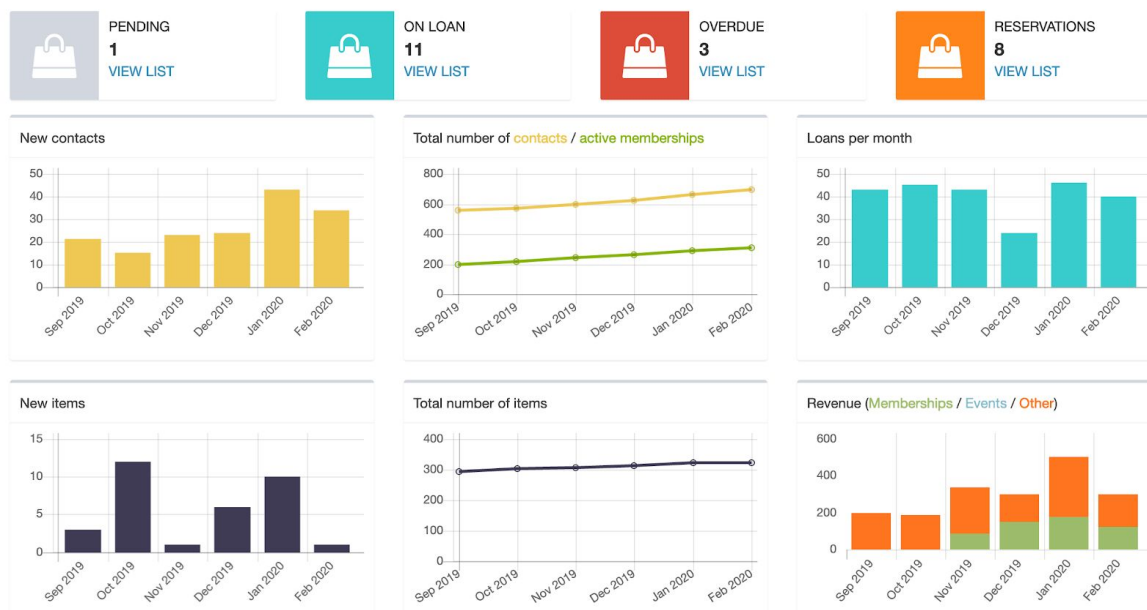 PENDING
1
VIEW LIST
ON LOAN
11
VIEW LIST
OVERDUE
3
VIEW LIST
RESERVATIONS
8
VIEW LIST
New contacts
50
40
30
20
10
0
Sep 2019
Oct 2019
Nov 2019
Dec 2019
Jan 2020
Feb 2020
Total number of contacts / active memberships
800
600
400
200
0
Sep 2019
Oct 2019
Nov 2019
Dec 2019
Jan 2020
Feb 2020
Loans per month
50
40
30
20
10
0
Sep 2019
Oct 2019
Nov 2019
Dec 2019
Jan 2020
Feb 2020
New items
15
10
5
0
Sep 2019
Oct 2019
Nov 2019
Dec 2019
Jan 2020
Feb 2020
Total number of items
400
300
200
100
0
Sep 2019
Oct 2019
Nov 2019
Dec 2019
Jan 2020
Feb 2020
Revenue (Memberships / Events / Other)
600
400
200
0
Sep 2019
Oct 2019
Nov 2019
Dec 2019
Jan 2020
Feb 2020